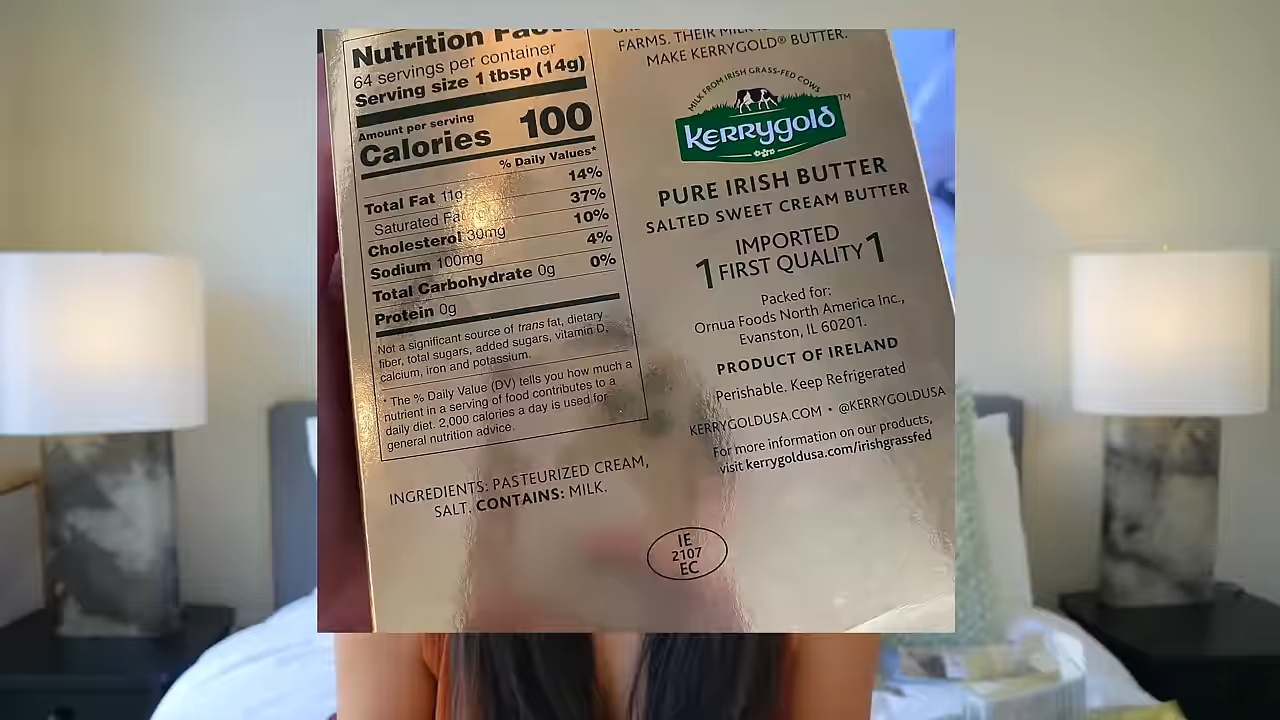 Nutrition Facts
64 servings per container
Serving size 1 tbsp (14g)
Amount per serving
Calories 100
% Daily Values*
Total Fat 11g 14%
Saturated Fat 37%
Cholesterol 30mg 10%
Sodium 100mg 4%
Total Carbohydrate 0g 0%
Protein 0g
Not a significant source of trans fat, dietary
fiber, total sugars, added sugars, vitamin D,
calcium, iron and potassium.
* The % Daily Value (DV) tells you how much a
nutrient in a serving of food contributes to a
daily diet. 2,000 calories a day is used for
general nutrition advice.
INGREDIENTS: PASTEURIZED CREAM,
SALT. CONTAINS: MILK.
FARMS. THEIR MILK
MAKE KERRYGOLD® BUTTER.
MILK FROM IRISH GRASS-FED COWS
Kerrygold™
PURE IRISH BUTTER
SALTED SWEET CREAM BUTTER
IMPORTED
1 FIRST QUALITY 1
Packed for:
Ornua Foods North America Inc.,
Evanston, IL 60201.
PRODUCT OF IRELAND
Perishable. Keep Refrigerated
KERRYGOLDUSA.COM • @KERRYGOLDUSA
For more information on our products,
visit kerrygoldusa.com/irishgrassfed
IE
2107
EC